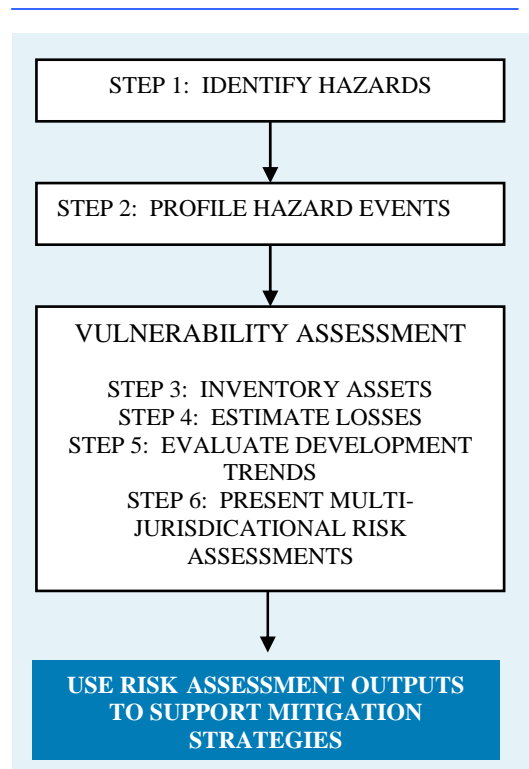 STEP 1: IDENTIFY HAZARDS
STEP 2: PROFILE HAZARD EVENTS
VULNERABILITY ASSESSMENT
STEP 3: INVENTORY ASSETS
STEP 4: ESTIMATE LOSSES
STEP 5: EVALUATE DEVELOPMENT
TRENDS
STEP 6: PRESENT MULTI-
JURISDICATIONAL RISK
ASSESSMENTS
USE RISK ASSESSMENT OUTPUTS
TO SUPPORT MITIGATION
STRATEGIES